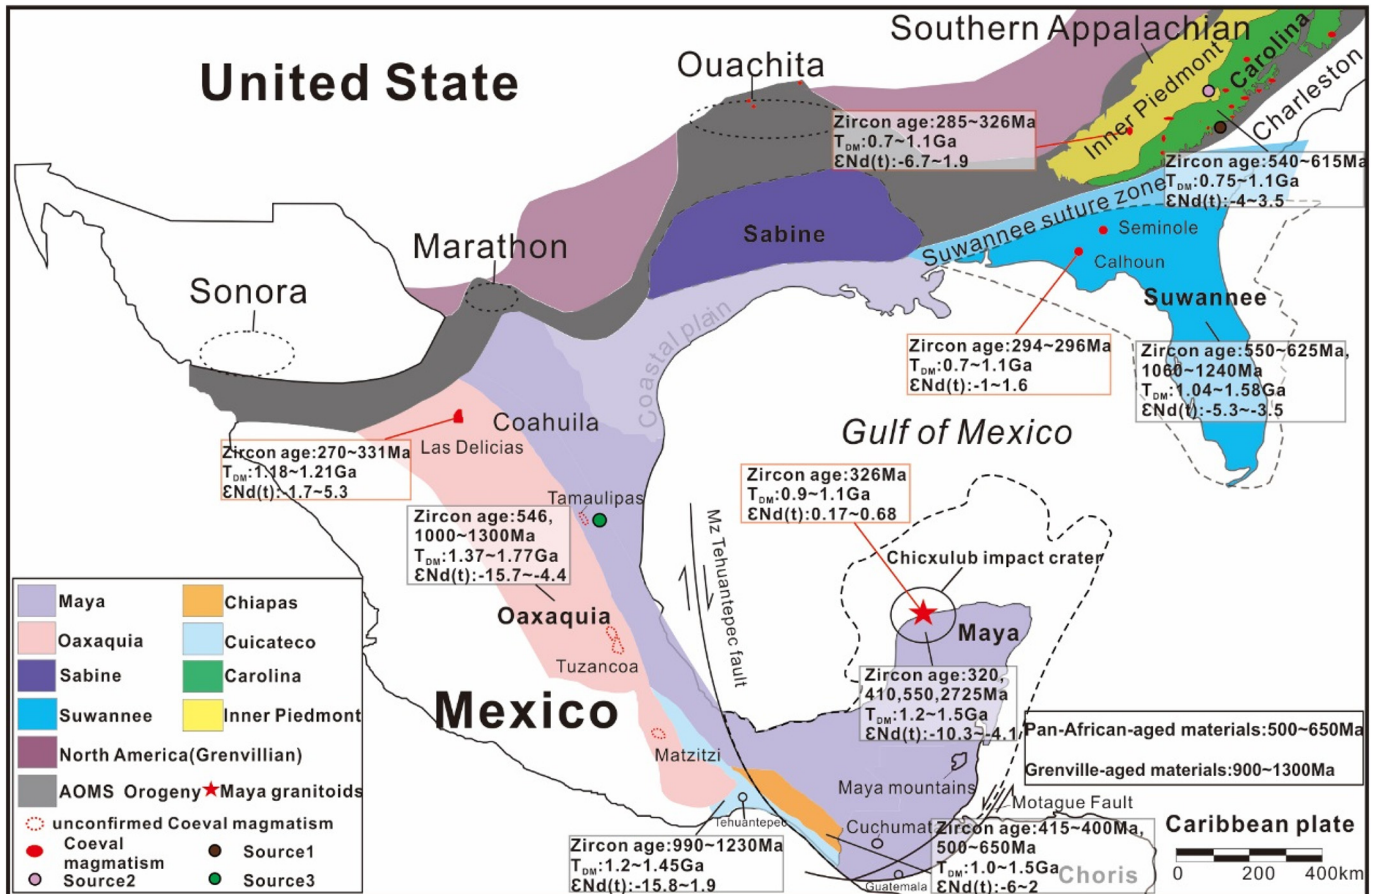 Southern Appalachian
United State
Ouachita
Inner Piedmont
Carolina
Charleston
Zircon age:285~326Ma
TDM:0.7~1.1Ga
ƐNd(t):-6.7~1.9
Zircon age:540~615Ma
TDM:0.75~1.1Ga
ƐNd(t):-4~3.5
Suwannee suture zone
Sabine
Seminole
Calhoun
Suwannee
Marathon
Sonora
Coastal plain
Zircon age:294~296Ma
TDM:0.7~1.1Ga
ƐNd(t):-1~1.6
Zircon age:550~625Ma,
1060~1240Ma
TDM:1.04~1.58Ga
ƐNd(t):-5.3~-3.5
Coahuila
Las Delicias
Gulf of Mexico
Zircon age:270~331Ma
TDM:1.18~1.21Ga
ƐNd(t):-1.7~5.3
Zircon age:326Ma
TDM:0.9~1.1Ga
ƐNd(t):0.17~0.68
Tamaulipas
Zircon age:546,
1000~1300Ma
TDM:1.37~1.77Ga
ƐNd(t):-15.7~-4.4
Mz Tehuantepec fault
Chicxulub impact crater
Oaxaquia
Tuzancoa
Maya
Mexico
Matzitzi
Zircon age:320,
410,550,2725Ma
TDM:1.2~1.5Ga
ƐNd(t):-10.3~-4.1
Pan-African-aged materials:500~650Ma
Grenville-aged materials:900~1300Ma
Maya mountains
Motague Fault
Tehuantepec
Zircon age:990~1230Ma
TDM:1.2~1.45Ga
ƐNd(t):-15.8~1.9
Zircon age:415~400Ma,
500~650Ma
TDM:1.0~1.5Ga
ƐNd(t):-6~2
Choris
Guatemala
Caribbean plate
0 200 400km
Maya
Chiapas
Oaxaquia
Cuicateco
Sabine
Carolina
Suwannee
Inner Piedmont
North America(Grenvillian)
AOMS Orogeny
Maya granitoids
unconfirmed Coeval magmatism
Coeval
magmatism
Source1
Source2
Source3